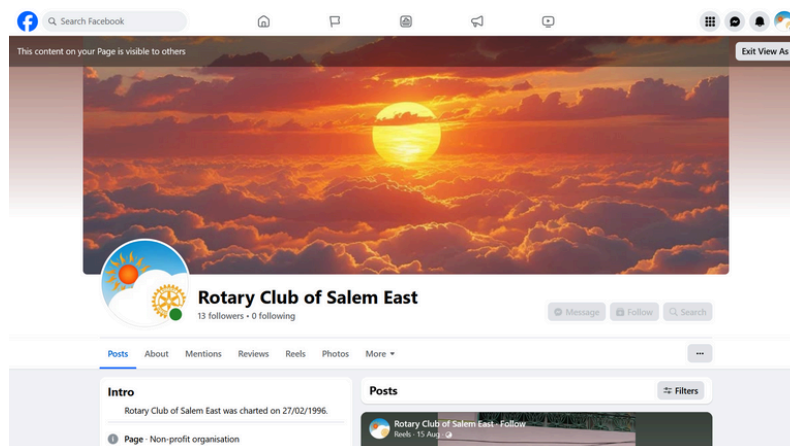 Search Facebook
This content on your Page is visible to others
Exit View As
Rotary Club of Salem East
13 followers • 0 following
Message
Follow
Search
Posts
About
Mentions
Reviews
Reels
Photos
More
Intro
Rotary Club of Salem East was charted on 27/02/1996.
Page · Non-profit organisation
Posts
Filters
Rotary Club of Salem East · Follow
Reels · 15 Aug ·